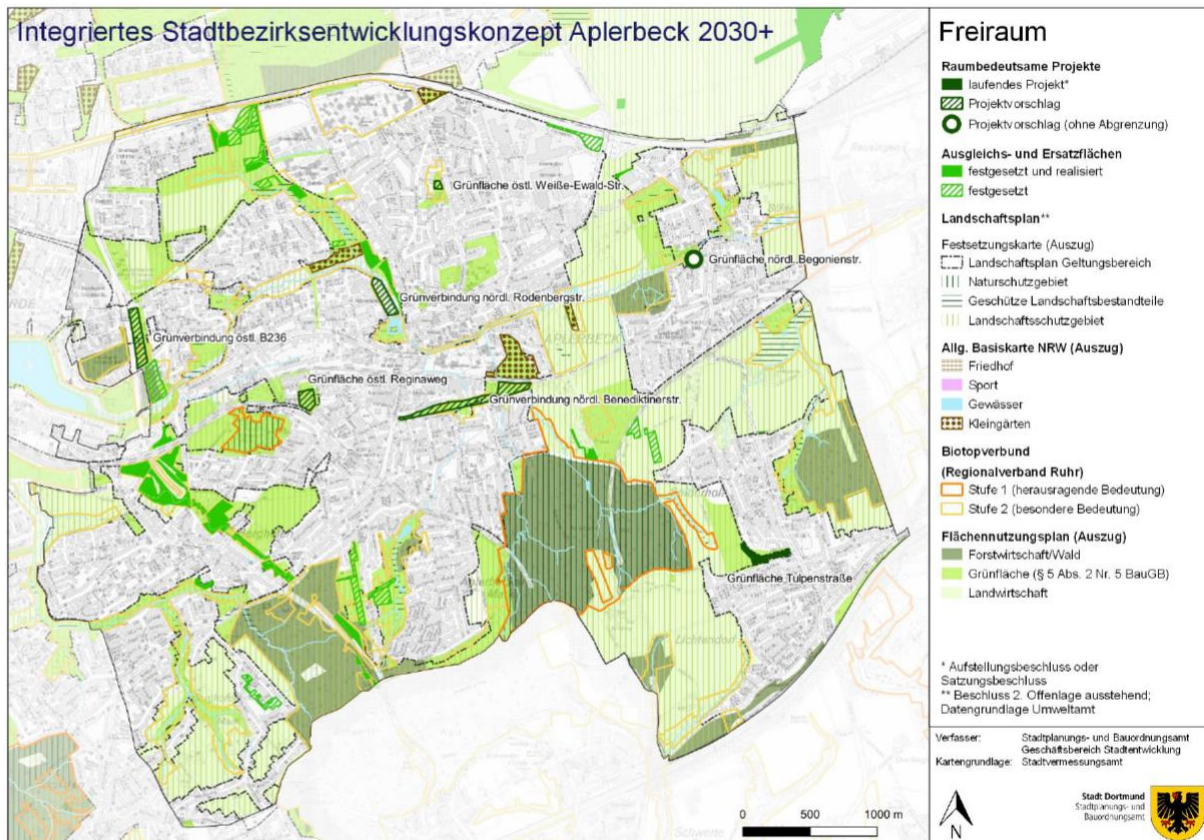 Integriertes Stadtbezirksentwicklungskonzept Aplerbeck 2030+
Grünfläche östl. Weiße-Ewald-Str.
Grünfläche nördl. Begonienstr.
Grünverbindung nördl. Rodenbergstr.
Grünverbindung östl. B236
APLERBECK
Grünfläche östl. Reginaweg
Grünverbindung nördl. Benediktinerstr.
Grünfläche Tulpenstraße
Lichtendorf
Schwerte
0 500 1000 m
Freiraum
Raumbedeutsame Projekte
laufendes Projekt*
Projektvorschlag
Projektvorschlag (ohne Abgrenzung)
Ausgleichs- und Ersatzflächen
festgesetzt und realisiert
festgesetzt
Landschaftsplan**
Festsetzungskarte (Auszug)
Landschaftsplan Geltungsbereich
Naturschutzgebiet
Geschütze Landschaftsbestandteile
Landschaftsschutzgebiet
Allg. Basiskarte NRW (Auszug)
Friedhof
Sport
Gewässer
Kleingärten
Biotopverbund
(Regionalverband Ruhr)
Stufe 1 (herausragende Bedeutung)
Stufe 2 (besondere Bedeutung)
Flächennutzungsplan (Auszug)
Forstwirtschaft/Wald
Grünfläche (§ 5 Abs. 2 Nr. 5 BauGB)
Landwirtschaft
* Aufstellungsbeschluss oder
Satzungsbeschluss
** Beschluss 2. Offenlage ausstehend;
Datengrundlage Umweltamt
Verfasser: Stadtplanungs- und Bauordnungsamt
Geschäftsbereich Stadtentwicklung
Kartengrundlage: Stadtvermessungsamt
N
Stadt Dortmund
Stadtplanungs- und
Bauordnungsamt